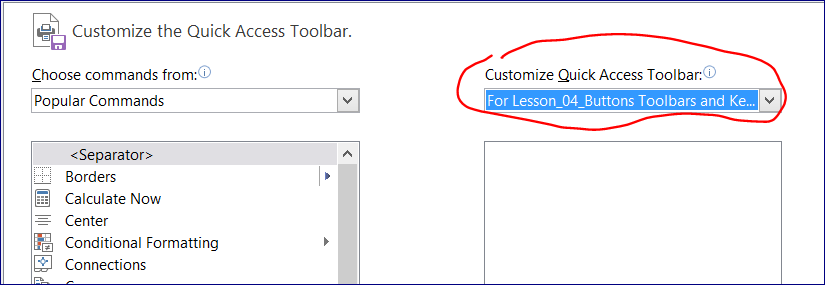 Customize the Quick Access Toolbar.
Choose commands from:
Customize Quick Access Toolbar:
Popular Commands
For Lesson_04_Buttons Toolbars and Ke...
<Separator>
Borders
Calculate Now
Center
Conditional Formatting
Connections